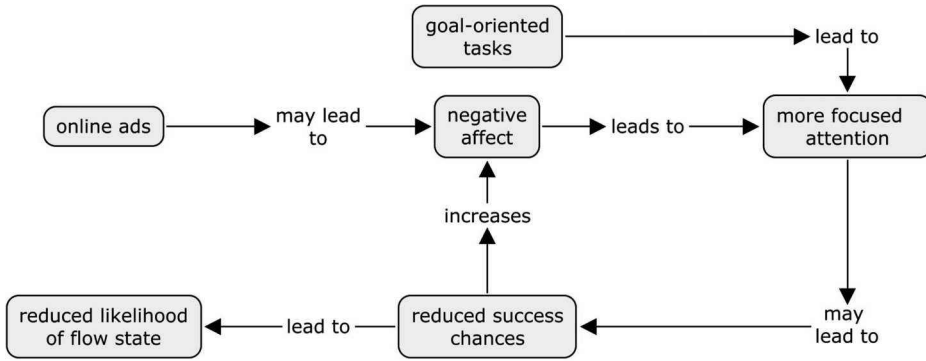 goal-oriented
tasks
lead to
online ads
may lead
to
negative
affect
leads to
more focused
attention
increases
reduced likelihood
of flow state
lead to
reduced success
chances
may
lead to